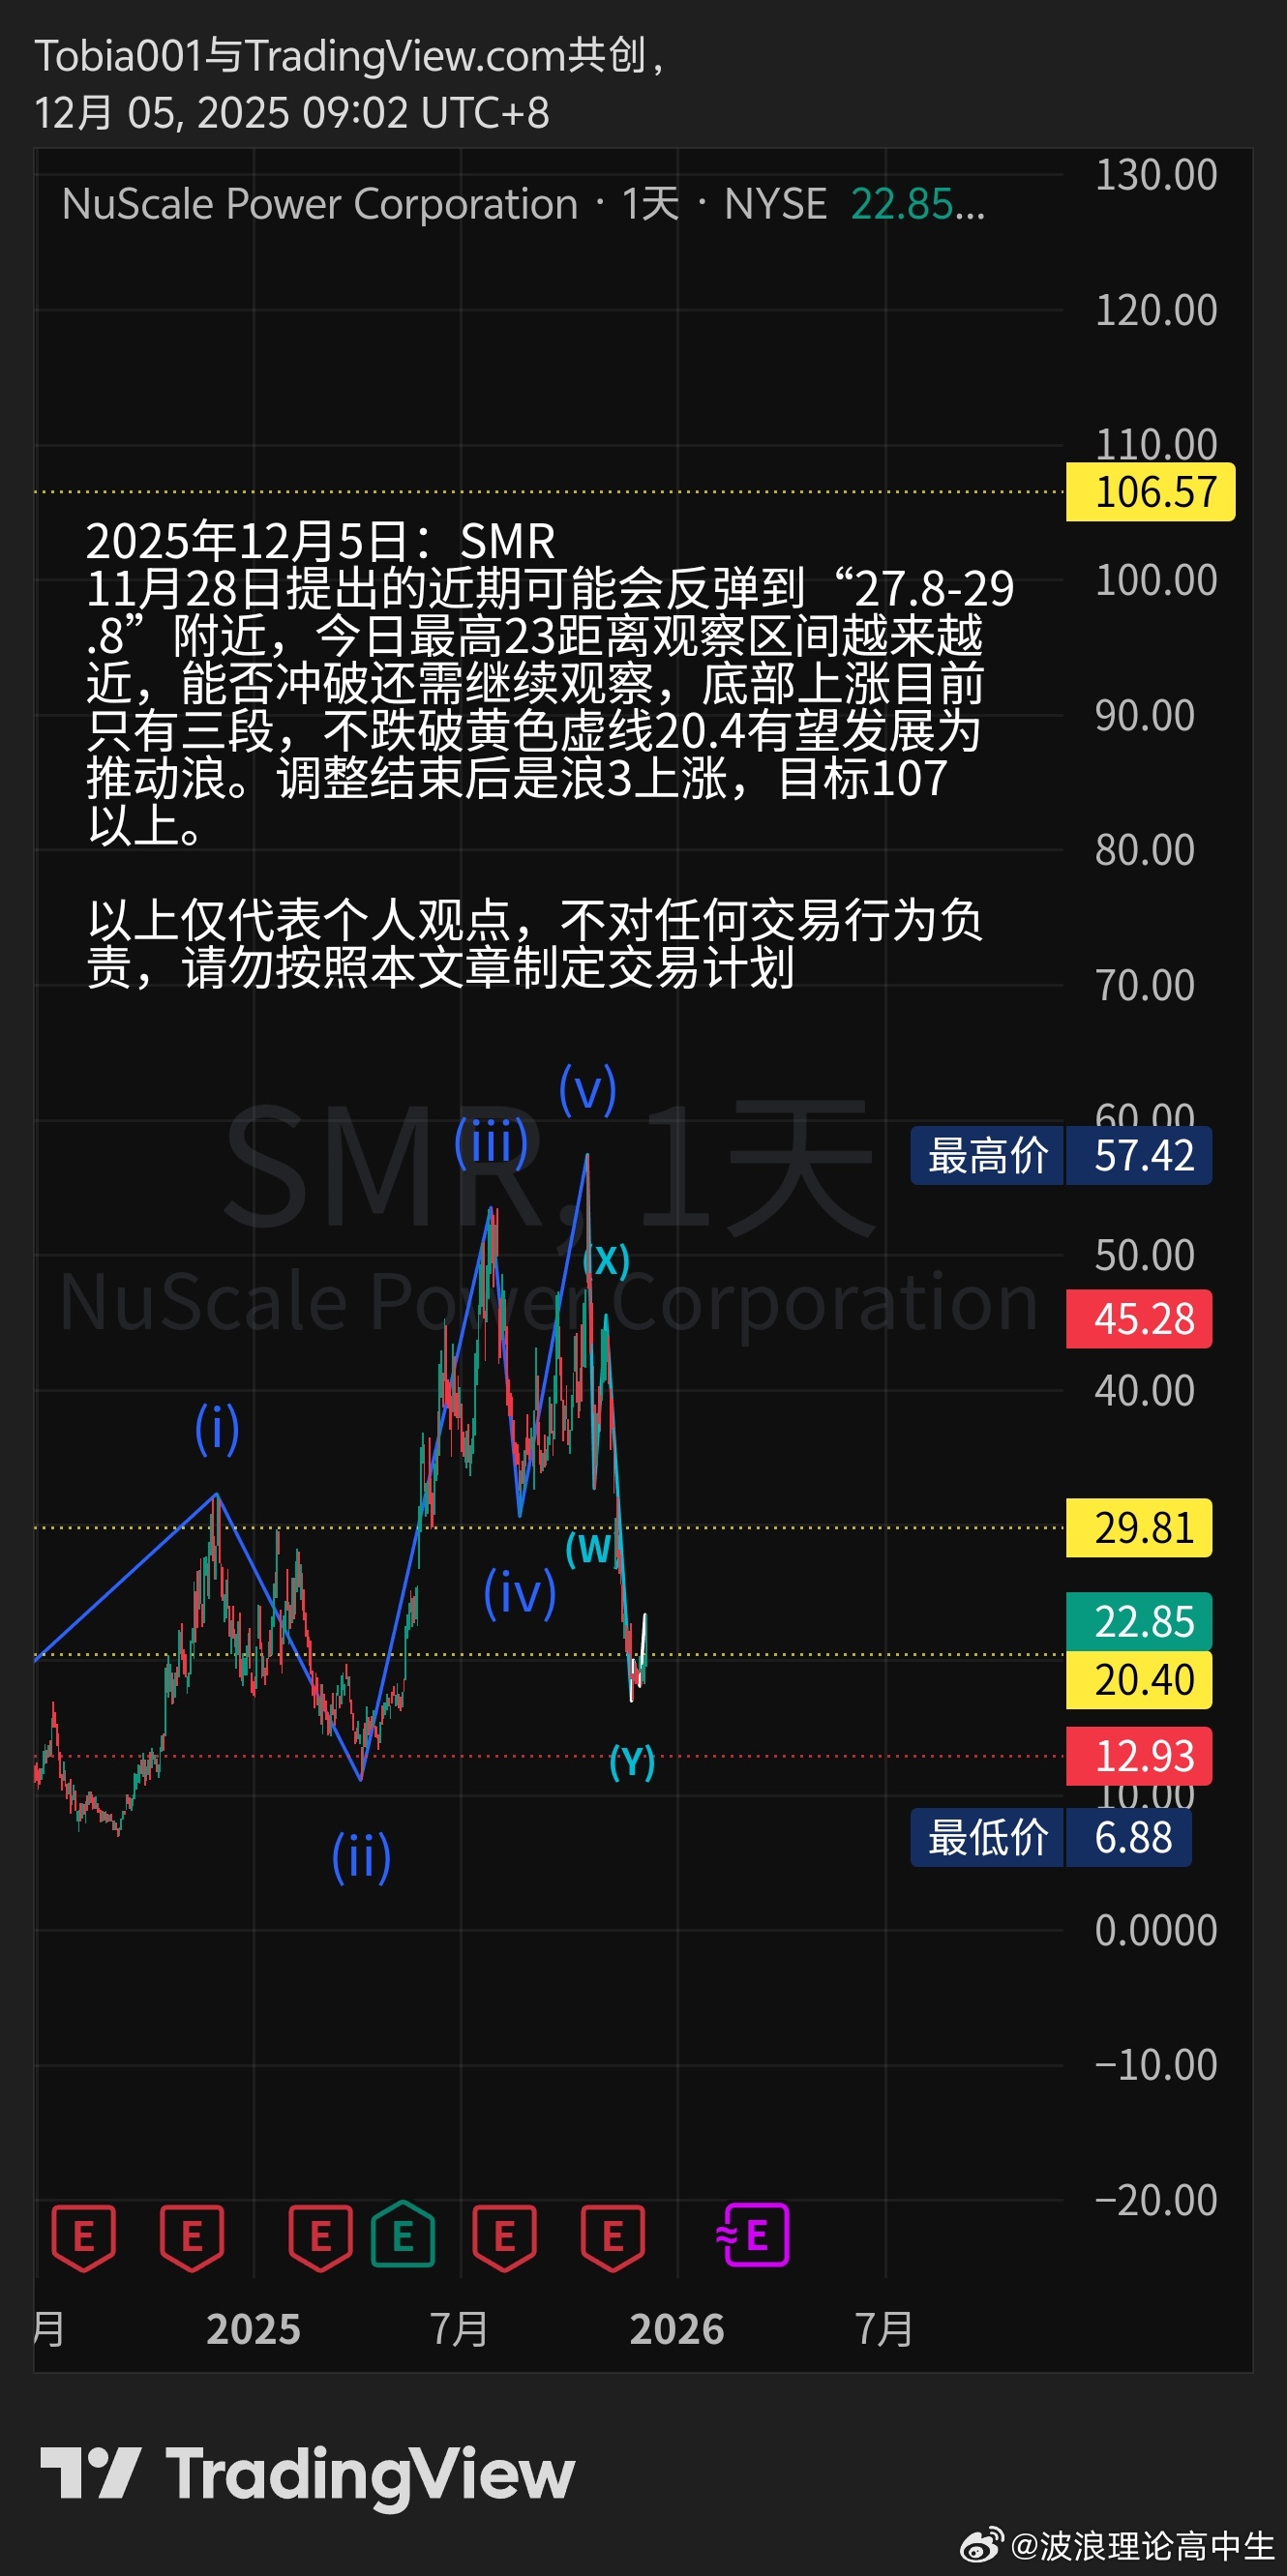 Tobia001与TradingView.com共创，
12月 05, 2025 09:02 UTC+8
NuScale Power Corporation · 1天 · NYSE 22.85...
130.00
120.00
110.00
106.57
2025年12月5日：SMR
11月28日提出的近期可能会反弹到“27.8-29
.8”附近，今日最高23距离观察区间越来越
近，能否冲破还需继续观察，底部上涨目前
只有三段，不跌破黄色虚线20.4有望发展为
推动浪。调整结束后是浪3上涨，目标107
以上。
以上仅代表个人观点，不对任何交易行为负
责，请勿按照本文章制定交易计划
100.00
90.00
80.00
70.00
60.00
最高价 57.42
50.00
45.28
40.00
29.81
22.85
20.40
12.93
10.00
最低价 6.88
0.0000
−10.00
−20.00
SMR, 1天
NuScale Power Corporation
(i)
(ii)
(iii)
(iv)
(v)
(X)
(W)
(Y)
E E E E E E ≈E
月 2025 7月 2026 7月
TradingView
@波浪理论高中生